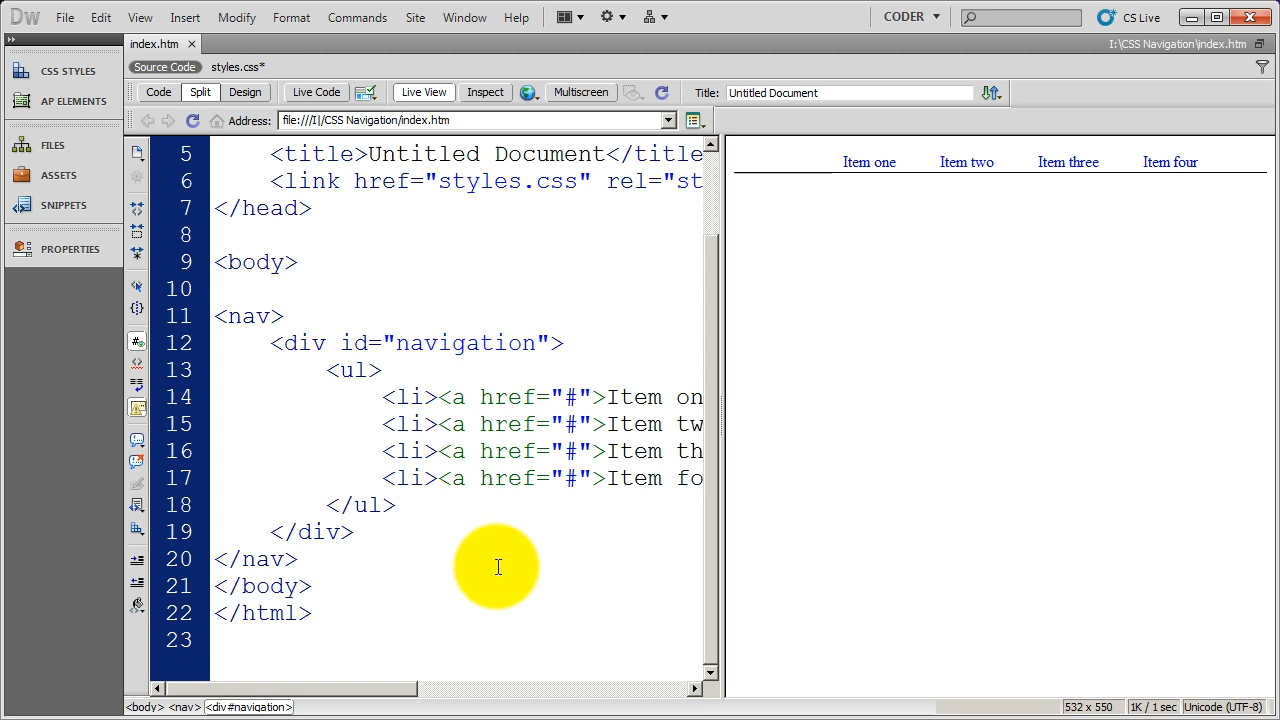 Dw File Edit View Insert Modify Format Commands Site Window Help CODER CS Live
index.htm I:\CSS Navigation\index.htm
Source Code styles.css*
Code Split Design Live Code Live View Inspect Multiscreen Title: Untitled Document
Address: file:///I|/CSS Navigation/index.htm
CSS STYLES
AP ELEMENTS
FILES
ASSETS
SNIPPETS
PROPERTIES
5 <title>Untitled Document</title
6 <link href="styles.css" rel="st
7 </head>
8
9 <body>
10
11 <nav>
12 <div id="navigation">
13 <ul>
14 <li><a href="#">Item on
15 <li><a href="#">Item tw
16 <li><a href="#">Item th
17 <li><a href="#">Item fo
18 </ul>
19 </div>
20 </nav>
21 </body>
22 </html>
23
Item one Item two Item three Item four
<body> <nav> <div#navigation> 532 x 550 1K / 1 sec Unicode (UTF-8)